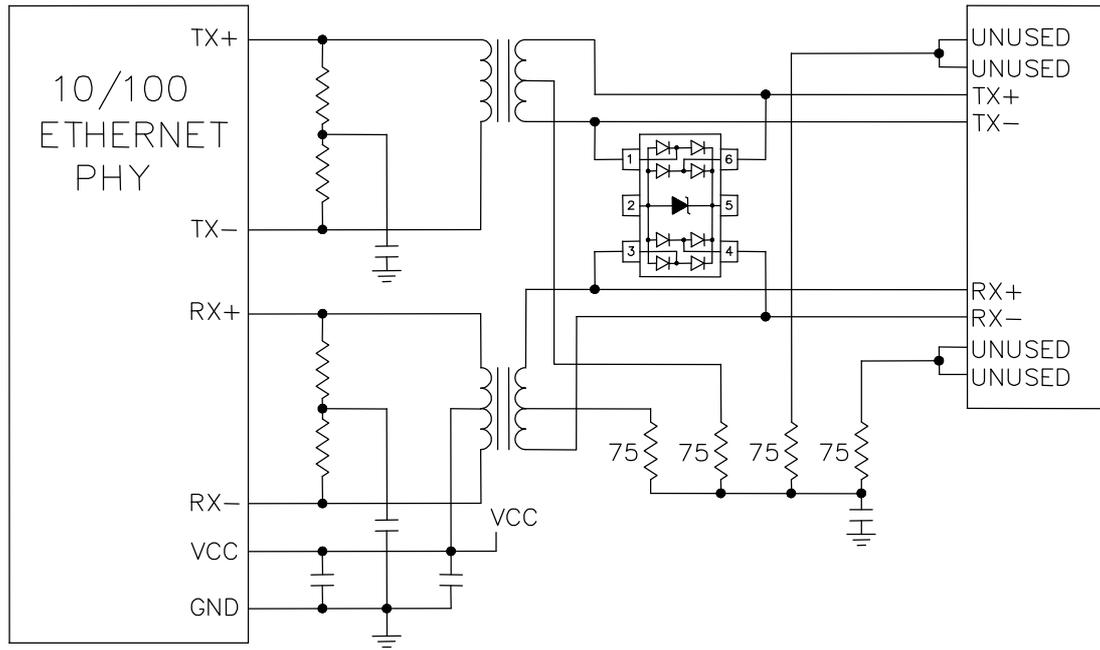 10/100
ETHERNET
PHY
TX+
TX-
RX+
RX-
VCC
GND
VCC
1
2
3
6
5
4
75
75
75
75
UNUSED
UNUSED
TX+
TX-
RX+
RX-
UNUSED
UNUSED